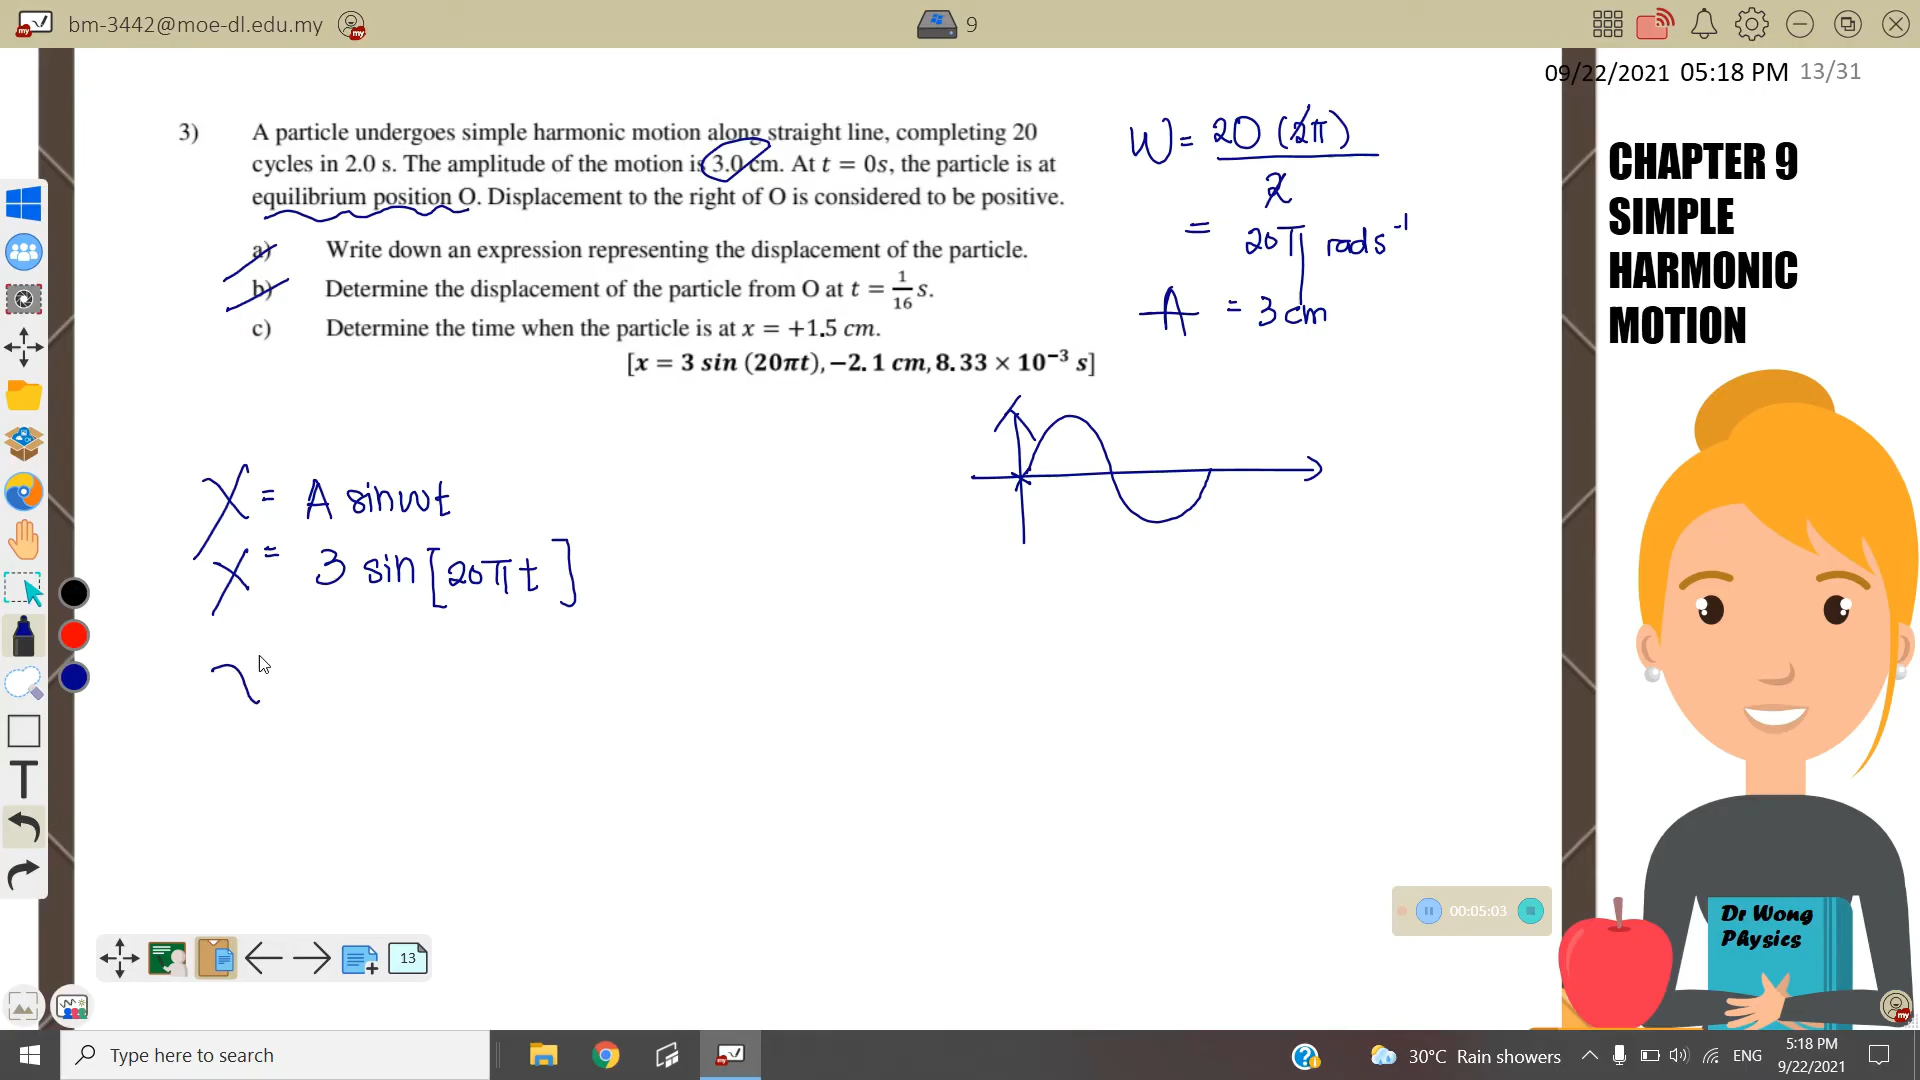 bm-3442@moe-dl.edu.my
9
09/22/2021 05:18 PM 13/31
3) A particle undergoes simple harmonic motion along straight line, completing 20
cycles in 2.0 s. The amplitude of the motion is 3.0 cm. At t = 0s, the particle is at
equilibrium position O. Displacement to the right of O is considered to be positive.
a) Write down an expression representing the displacement of the particle.
b) Determine the displacement of the particle from O at t = 1/16 s.
c) Determine the time when the particle is at x = +1.5 cm.
[x = 3 sin (20πt), −2.1 cm, 8.33 × 10⁻³ s]
W = 20 (2π)
2
= 20π rad s⁻¹
A = 3 cm
x = A sin wt
x = 3 sin [20πt]
CHAPTER 9
SIMPLE
HARMONIC
MOTION
Dr Wong
Physics
00:05:03
13
Type here to search
30°C Rain showers
ENG
5:18 PM
9/22/2021